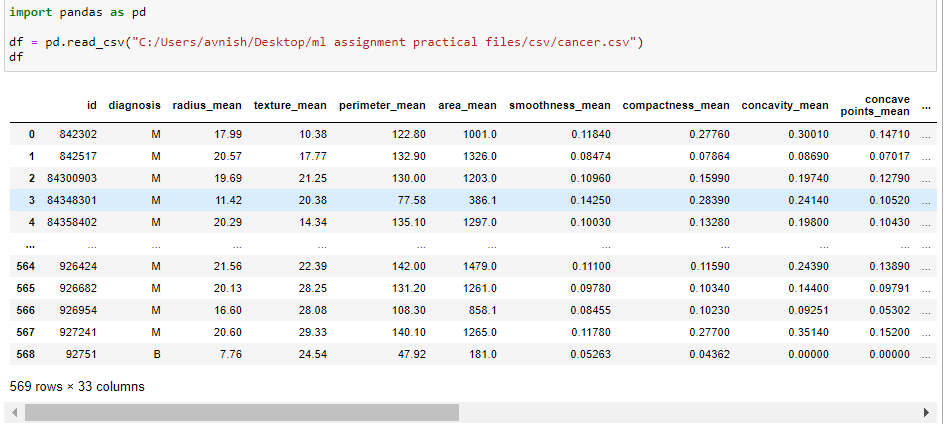 import pandas as pd
df = pd.read_csv("C:/Users/avnish/Desktop/ml assignment practical files/csv/cancer.csv")
df
id diagnosis radius_mean texture_mean perimeter_mean area_mean smoothness_mean compactness_mean concavity_mean concave points_mean ...
0 842302 M 17.99 10.38 122.80 1001.0 0.11840 0.27760 0.30010 0.14710 ...
1 842517 M 20.57 17.77 132.90 1326.0 0.08474 0.07864 0.08690 0.07017 ...
2 84300903 M 19.69 21.25 130.00 1203.0 0.10960 0.15990 0.19740 0.12790 ...
3 84348301 M 11.42 20.38 77.58 386.1 0.14250 0.28390 0.24140 0.10520 ...
4 84358402 M 20.29 14.34 135.10 1297.0 0.10030 0.13280 0.19800 0.10430 ...
... ... ... ... ... ... ... ... ... ... ... ...
564 926424 M 21.56 22.39 142.00 1479.0 0.11100 0.11590 0.24390 0.13890 ...
565 926682 M 20.13 28.25 131.20 1261.0 0.09780 0.10340 0.14400 0.09791 ...
566 926954 M 16.60 28.08 108.30 858.1 0.08455 0.10230 0.09251 0.05302 ...
567 927241 M 20.60 29.33 140.10 1265.0 0.11780 0.27700 0.35140 0.15200 ...
568 92751 B 7.76 24.54 47.92 181.0 0.05263 0.04362 0.00000 0.00000 ...
569 rows × 33 columns